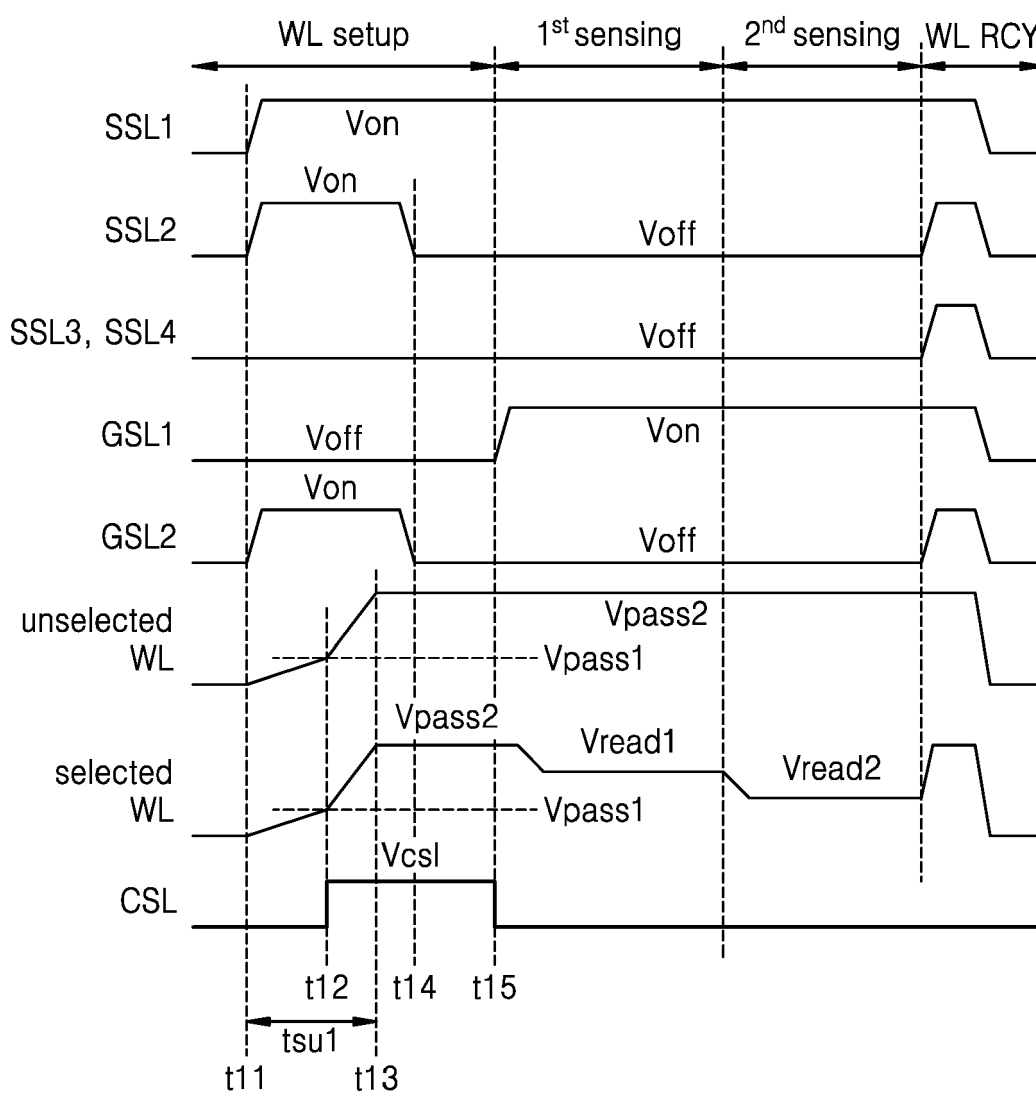 WL setup
1st sensing
2nd sensing
WL RCY
SSL1
Von
Von
SSL2
Voff
SSL3, SSL4
Voff
GSL1
Voff
Von
Von
GSL2
Voff
unselected
WL
Vpass2
Vpass1
Vpass2
Vread1
selected
WL
Vread2
Vpass1
Vcsl
CSL
t12
t14
t15
tsu1
t11
t13